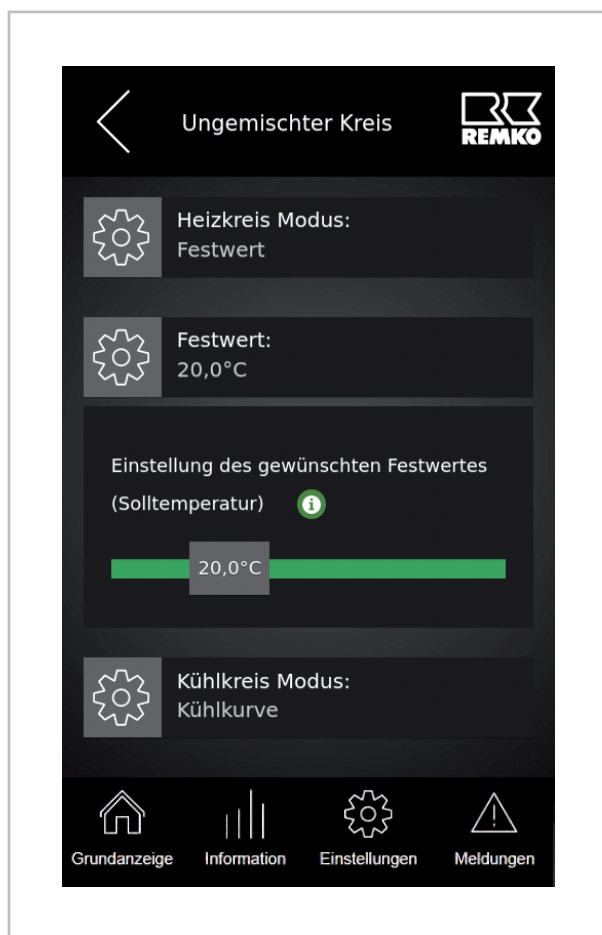 Ungemischter Kreis
REMKO
Heizkreis Modus:
Festwert
Festwert:
20,0°C
Einstellung des gewünschten Festwertes
(Solltemperatur)
20,0°C
Kühlkreis Modus:
Kühlkurve
Grundanzeige Information Einstellungen Meldungen